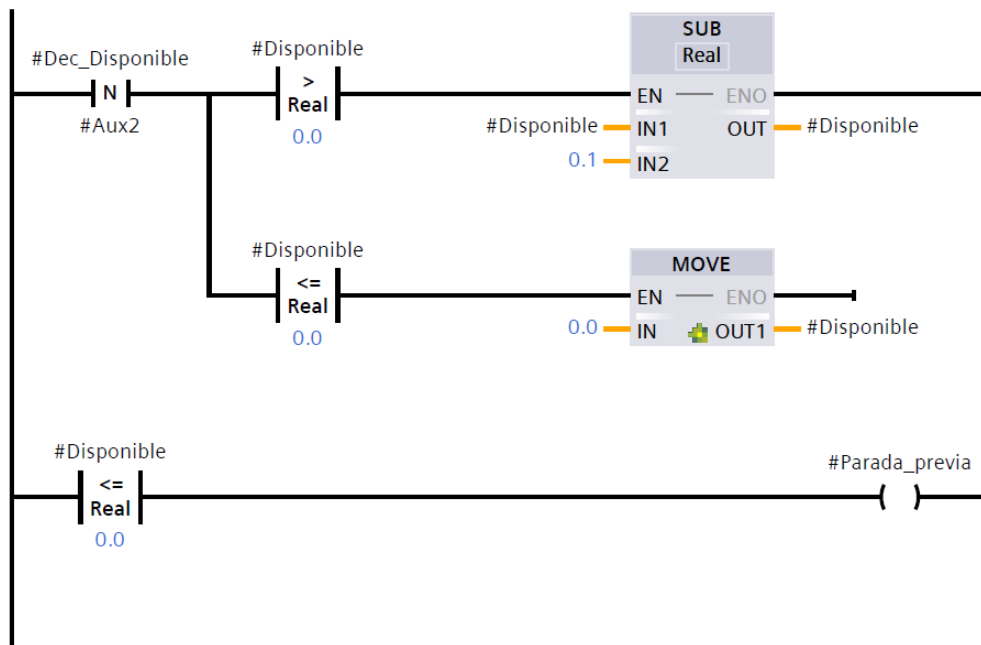 #Dec_Disponible
N
#Aux2
#Disponible
>
Real
0.0
SUB
Real
EN ENO
#Disponible IN1 OUT #Disponible
0.1 IN2
#Disponible
<=
Real
0.0
MOVE
EN ENO
0.0 IN OUT1 #Disponible
#Disponible
<=
Real
0.0
#Parada_previa
( )